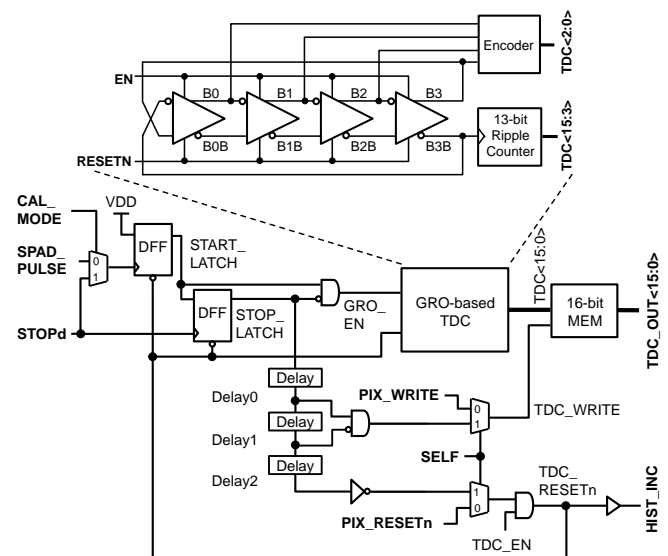 Encoder
TDC<2:0>
EN
B0
B1
B2
B3
B0B
B1B
B2B
B3B
13-bit
Ripple
Counter
TDC<15:3>
RESETN
CAL_
MODE
VDD
SPAD_
PULSE
0
1
DFF
START_
LATCH
DFF
STOP_
LATCH
STOPd
GRO_
EN
GRO-based
TDC
TDC<15:0>
16-bit
MEM
TDC_OUT<15:0>
Delay
Delay0
Delay
Delay1
Delay
Delay2
PIX_WRITE
0
1
TDC_WRITE
SELF
1
0
PIX_RESETn
TDC_
RESETn
TDC_EN
HIST_INC